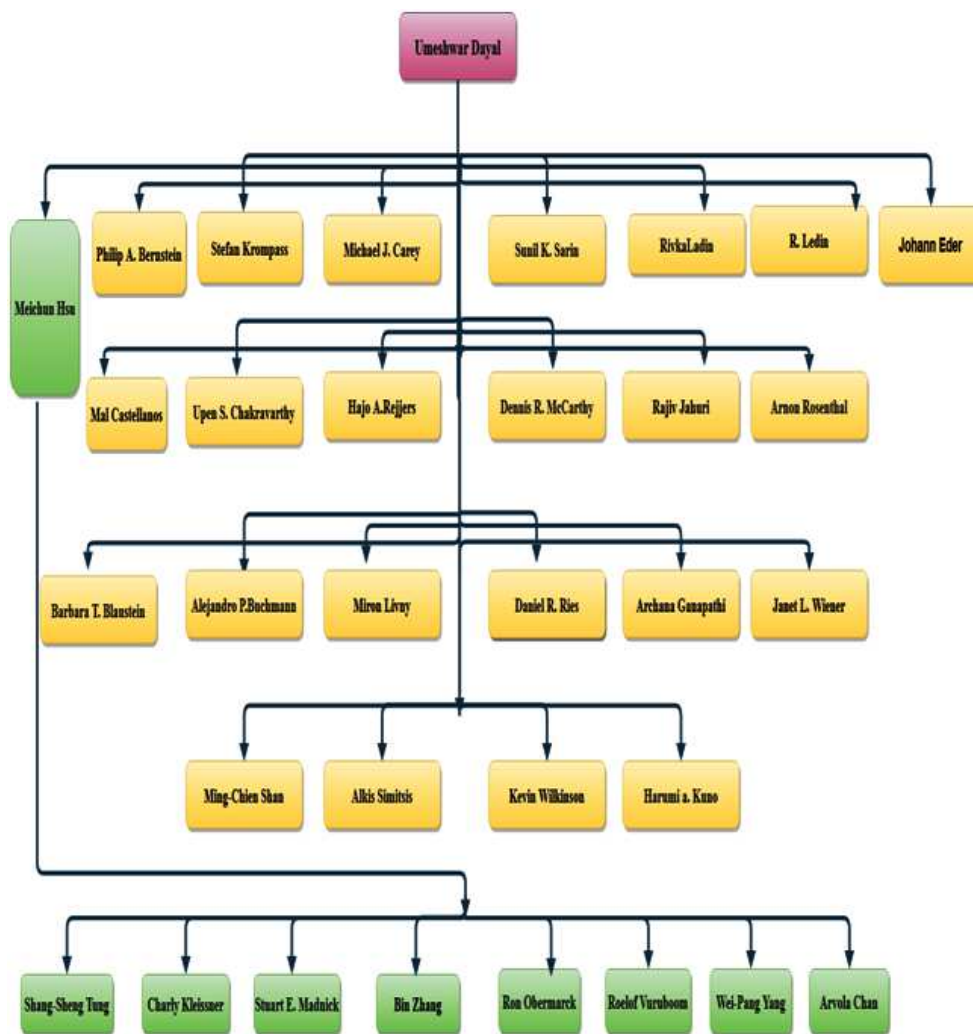 Umeshwar Dayal
Meichun Hsu
Philip A. Bernstein
Stefan Krompass
Michael J. Carey
Sunil K. Sarin
RivkaLadin
R. Ledin
Johann Eder
Mal Castellanos
Upen S. Chakravarthy
Hajo A.Rejjers
Dennis R. McCarthy
Rajiv Jahuri
Arnon Rosenthal
Barbara T. Blaustein
Alejandro P.Buchmann
Miron Livny
Daniel R. Ries
Archana Ganapathi
Janet L. Wiener
Ming-Chien Shan
Alkis Simitsis
Kevin Wilkinson
Harumi a. Kuno
Shang-Sheng Tung
Charly Kleissner
Stuart E. Madnick
Bin Zhang
Ron Obermarck
Roelof Vuruboom
Wei-Pang Yang
Arvola Chan